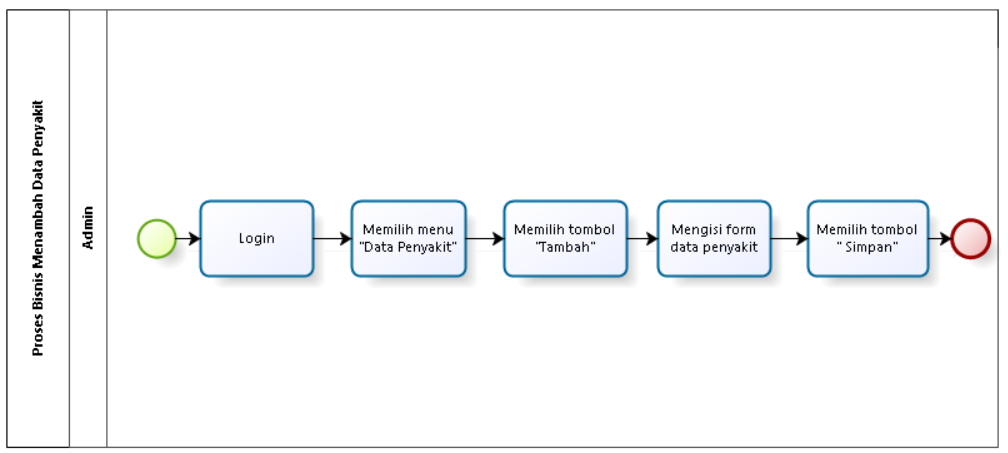 Proses Bisnis Menambah Data Penyakit
Admin
Login
Memilih menu
"Data Penyakit"
Memilih tombol
"Tambah"
Mengisi form
data penyakit
Memilih tombol
" Simpan"